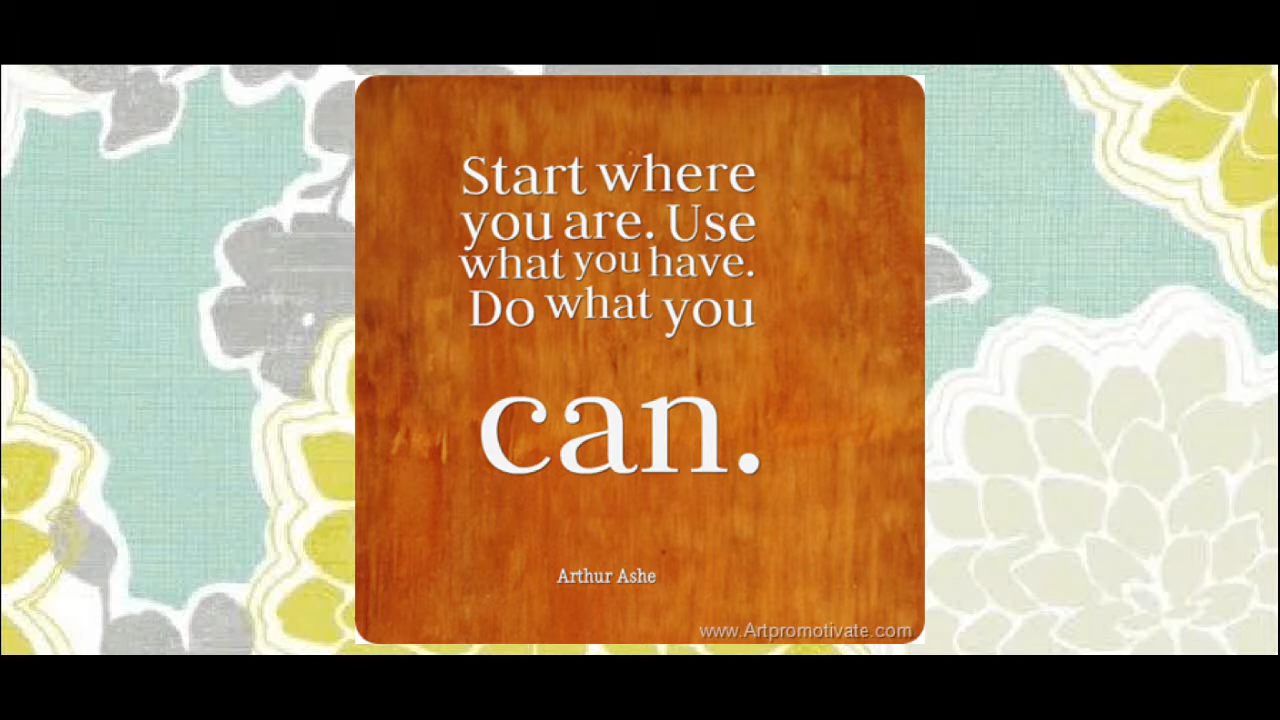 Start where
you are. Use
what you have.
Do what you
can.
Arthur Ashe
www.Artpromotivate.com